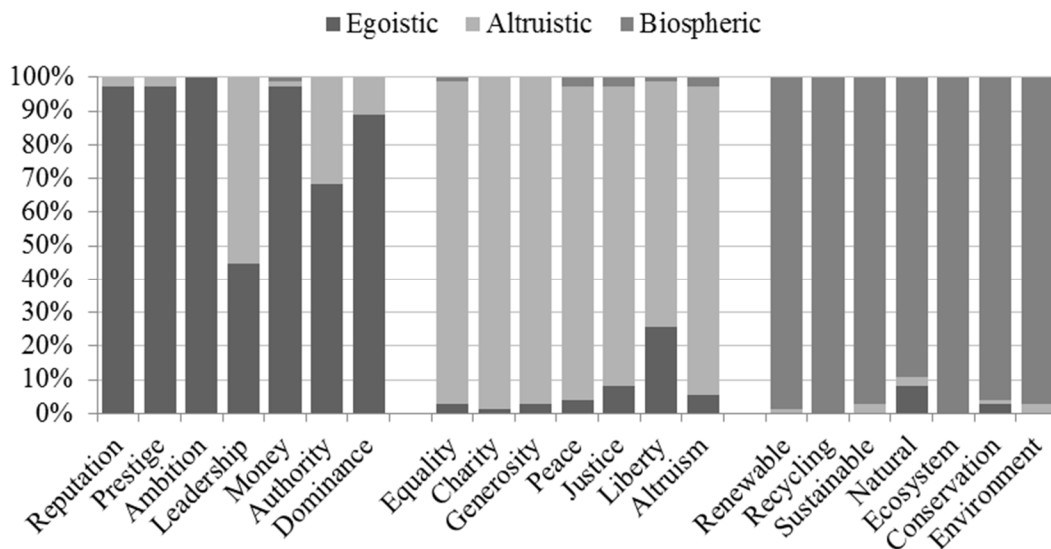 Egoistic Altruistic Biospheric
100%
90%
80%
70%
60%
50%
40%
30%
20%
10%
0%
Reputation
Prestige
Ambition
Leadership
Money
Authority
Dominance
Equality
Charity
Generosity
Peace
Justice
Liberty
Altruism
Renewable
Recycling
Sustainable
Natural
Ecosystem
Conservation
Environment